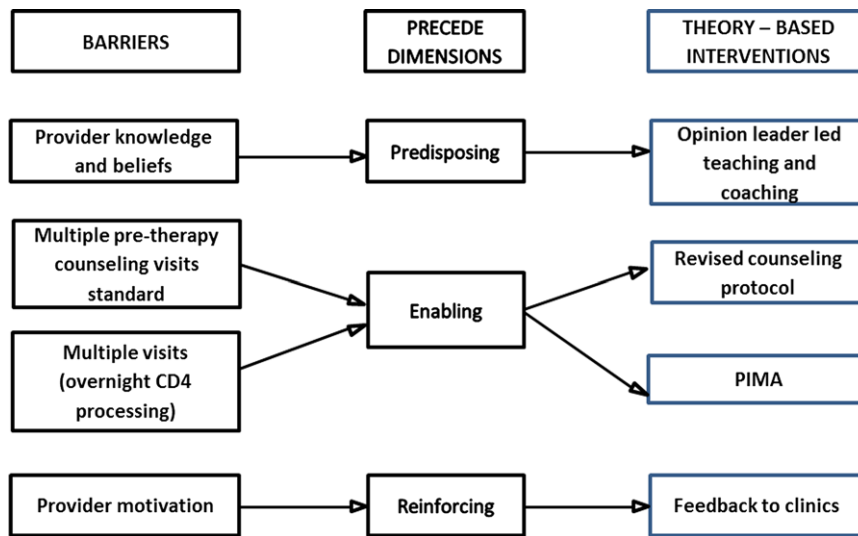 BARRIERS
PRECEDE
DIMENSIONS
THEORY – BASED
INTERVENTIONS
Provider knowledge
and beliefs
Predisposing
Opinion leader led
teaching and
coaching
Multiple pre-therapy
counseling visits
standard
Enabling
Revised counseling
protocol
Multiple visits
(overnight CD4
processing)
PIMA
Provider motivation
Reinforcing
Feedback to clinics